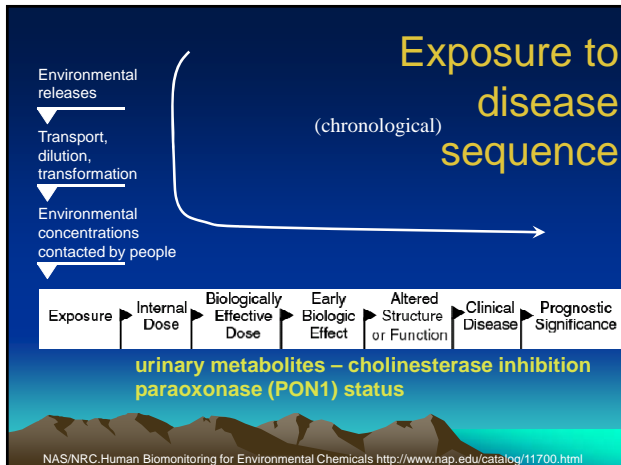 Exposure to
disease
sequence
(chronological)
Environmental
releases
Transport,
dilution,
transformation
Environmental
concentrations
contacted by people
Exposure
Internal
Dose
Biologically
Effective
Dose
Early
Biologic
Effect
Altered
Structure
or Function
Clinical
Disease
Prognostic
Significance
urinary metabolites – cholinesterase inhibition
paraoxonase (PON1) status
NAS/NRC.Human Biomonitoring for Environmental Chemicals http://www.nap.edu/catalog/11700.html